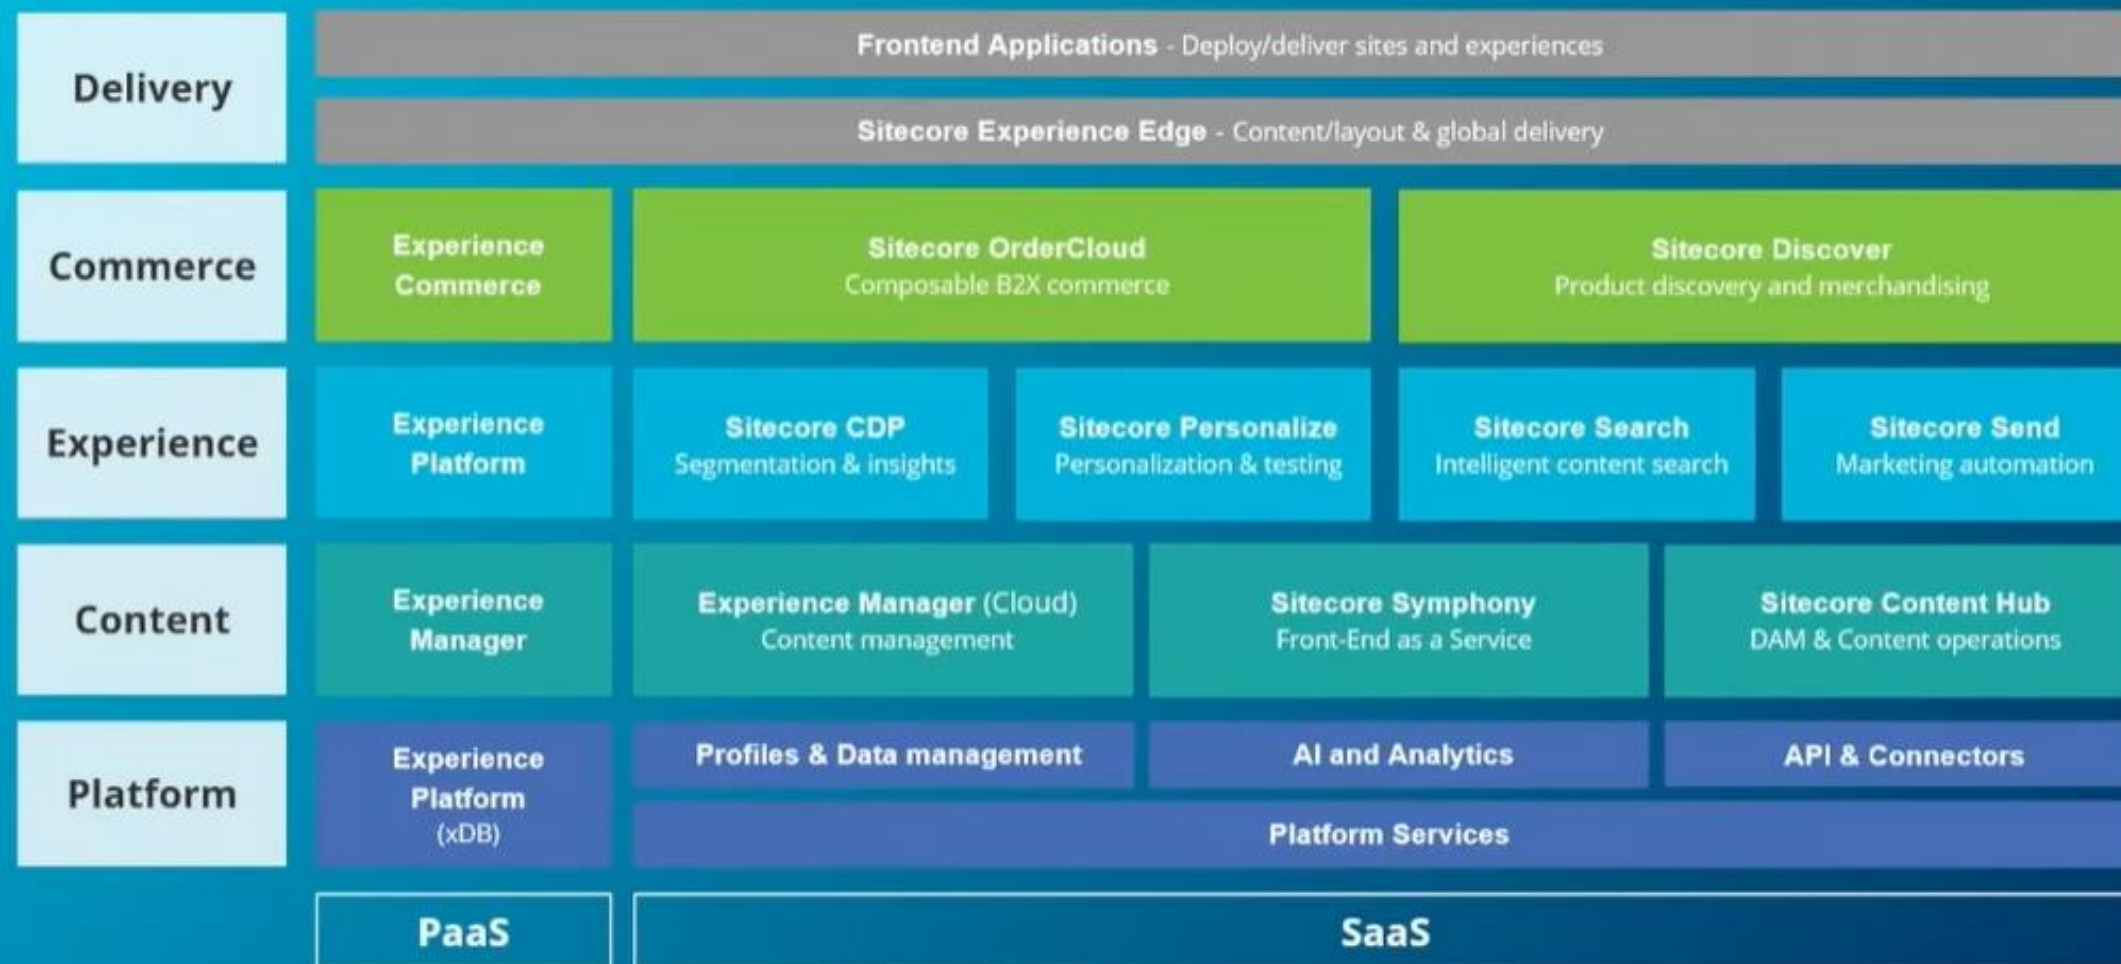 Delivery
Frontend Applications - Deploy/deliver sites and experiences
Sitecore Experience Edge - Content/layout & global delivery
Commerce
Experience
Commerce
Sitecore OrderCloud
Composable B2X commerce
Sitecore Discover
Product discovery and merchandising
Experience
Experience
Platform
Sitecore CDP
Segmentation & insights
Sitecore Personalize
Personalization & testing
Sitecore Search
Intelligent content search
Sitecore Send
Marketing automation
Content
Experience
Manager
Experience Manager (Cloud)
Content management
Sitecore Symphony
Front-End as a Service
Sitecore Content Hub
DAM & Content operations
Platform
Experience
Platform
(xDB)
Profiles & Data management
AI and Analytics
API & Connectors
Platform Services
PaaS
SaaS